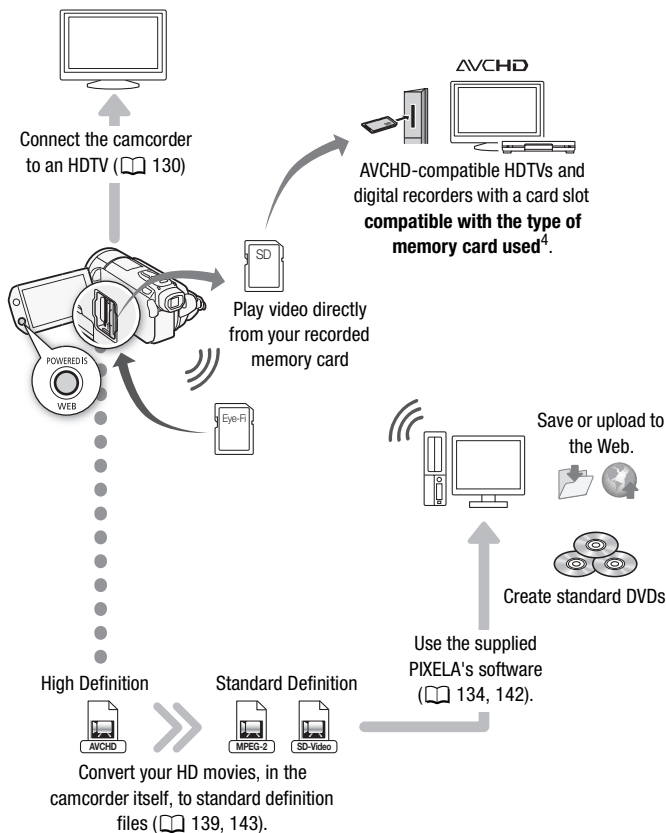 AVCHD
Connect the camcorder
to an HDTV (130)
AVCHD-compatible HDTVs and
digital recorders with a card slot
compatible with the type of
memory card used4.
SD
Play video directly
from your recorded
memory card
POWERED IS
WEB
Eye-Fi
Save or upload to
the Web.
Create standard DVDs
Use the supplied
PIXELA's software
(134, 142).
High Definition
Standard Definition
AVCHD
MPEG-2
SD-Video
Convert your HD movies, in the
camcorder itself, to standard definition
files (139, 143).